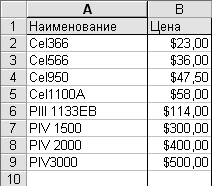 A B
1 Наименование Цена
2 Cel366 $23,00
3 Cel566 $36,00
4 Cel950 $47,50
5 Cel1100A $58,00
6 PIII 1133EB $114,00
7 PIV 1500 $300,00
8 PIV 2000 $400,00
9 PIV3000 $500,00
10